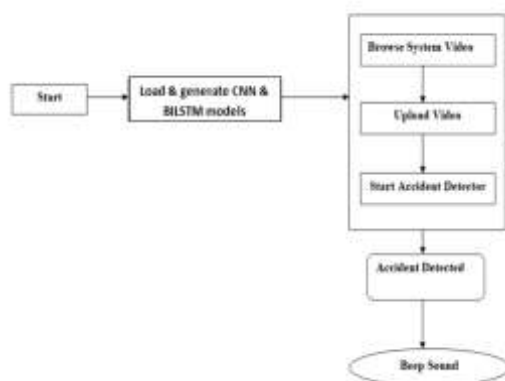 Start
Load & generate CNN &
BILSTM models
Browse System Video
Upload Video
Start Accident Detector
Accident Detected
Beep Sound